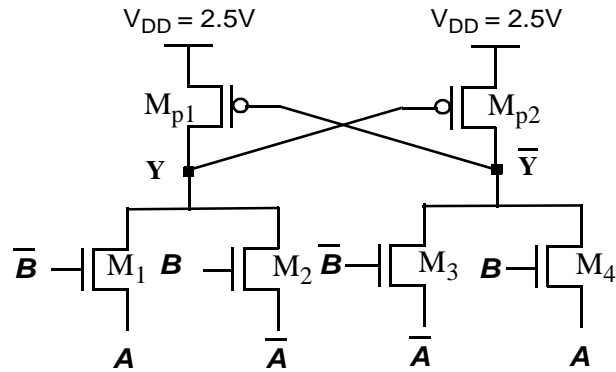 V_DD = 2.5V V_DD = 2.5V
M_p1 M_p2
Y Y̅
B̅ M_1 B M_2 B̅ M_3 B M_4
A A̅ A̅ A